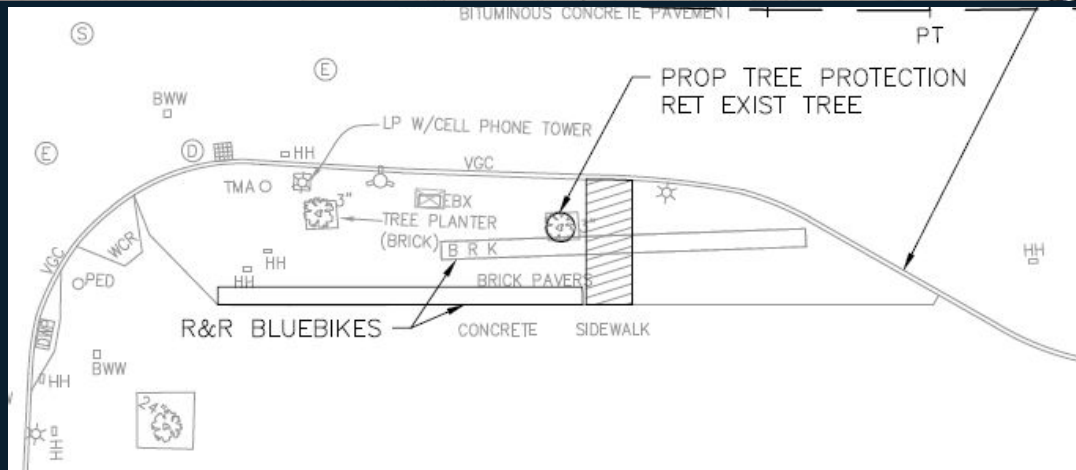 BITUMINOUS CONCRETE PAVEMENT
PT
S
E
PROP TREE PROTECTION
RET EXIST TREE
BWW
LP W/CELL PHONE TOWER
E
D
HH
VGC
TMA
3"
EBX
TREE PLANTER
(BRICK)
3"
B R K
WCR
VGC
HH
HH
HH
PED
BRICK PAVERS
R&R BLUEBIKES
CONCRETE SIDEWALK
DWP
BWW
HH
24"
HH